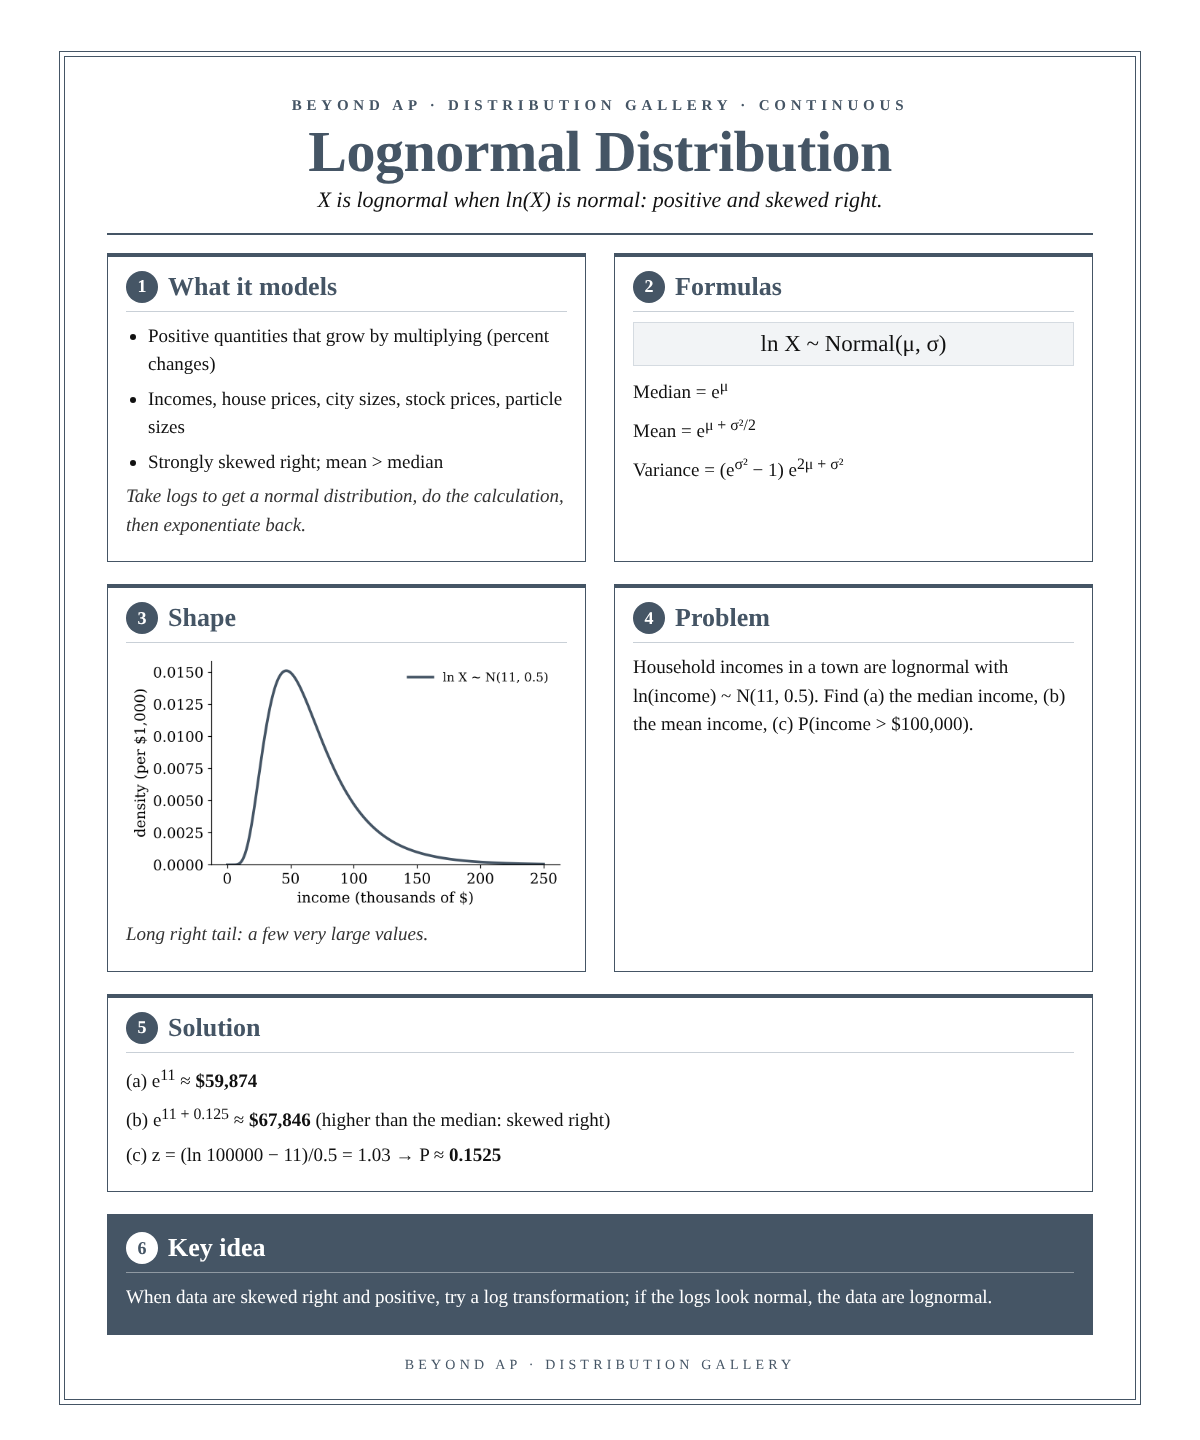 BEYOND AP · DISTRIBUTION GALLERY · CONTINUOUS
Lognormal Distribution
X is lognormal when ln(X) is normal: positive and skewed right.
1 What it models
• Positive quantities that grow by multiplying (percent
changes)
• Incomes, house prices, city sizes, stock prices, particle
sizes
• Strongly skewed right; mean > median
Take logs to get a normal distribution, do the calculation,
then exponentiate back.
2 Formulas
ln X ~ Normal(μ, σ)
Median = e^μ
Mean = e^(μ + σ²/2)
Variance = (e^σ² − 1) e^(2μ + σ²)
3 Shape
density (per $1,000)
0.0150
0.0125
0.0100
0.0075
0.0050
0.0025
0.0000
ln X ~ N(11, 0.5)
0 50 100 150 200 250
income (thousands of $)
Long right tail: a few very large values.
4 Problem
Household incomes in a town are lognormal with
ln(income) ~ N(11, 0.5). Find (a) the median income, (b)
the mean income, (c) P(income > $100,000).
5 Solution
(a) e^11 ≈ $59,874
(b) e^(11 + 0.125) ≈ $67,846 (higher than the median: skewed right)
(c) z = (ln 100000 − 11)/0.5 = 1.03 → P ≈ 0.1525
6 Key idea
When data are skewed right and positive, try a log transformation; if the logs look normal, the data are lognormal.
BEYOND AP · DISTRIBUTION GALLERY